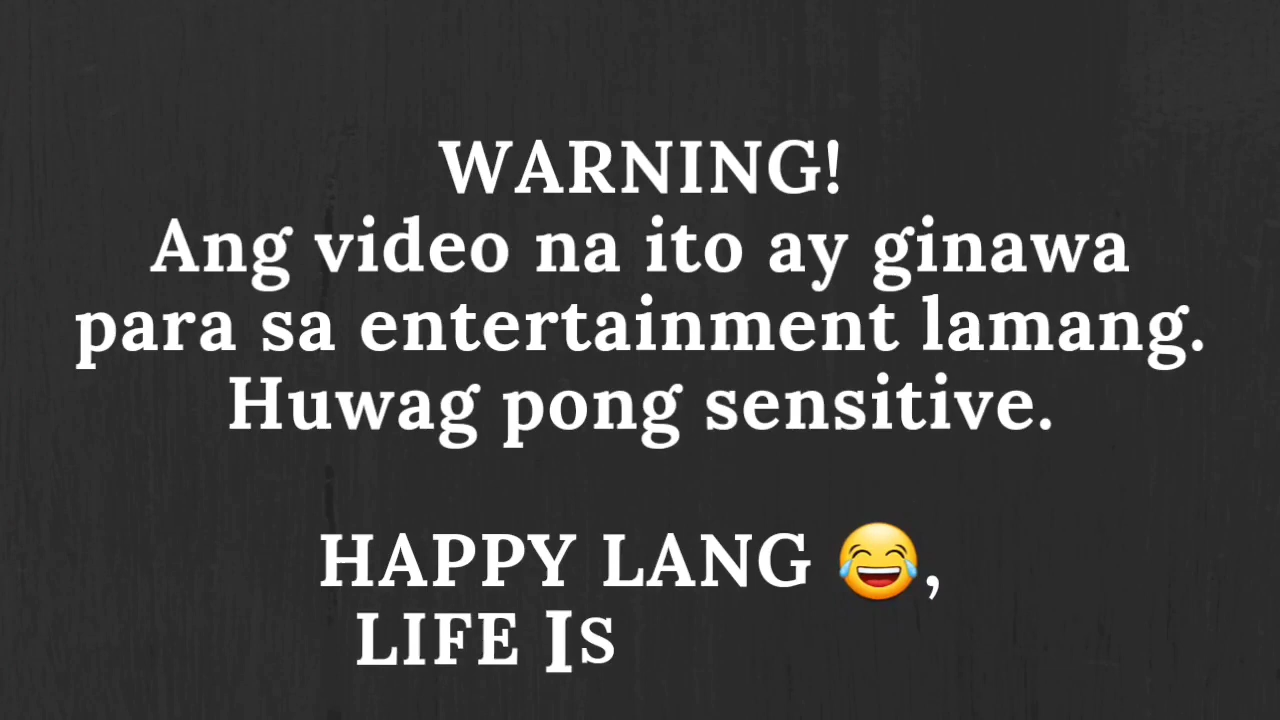 WARNING!
Ang video na ito ay ginawa
para sa entertainment lamang.
Huwag pong sensitive.
HAPPY LANG 😂,
LIFE IS